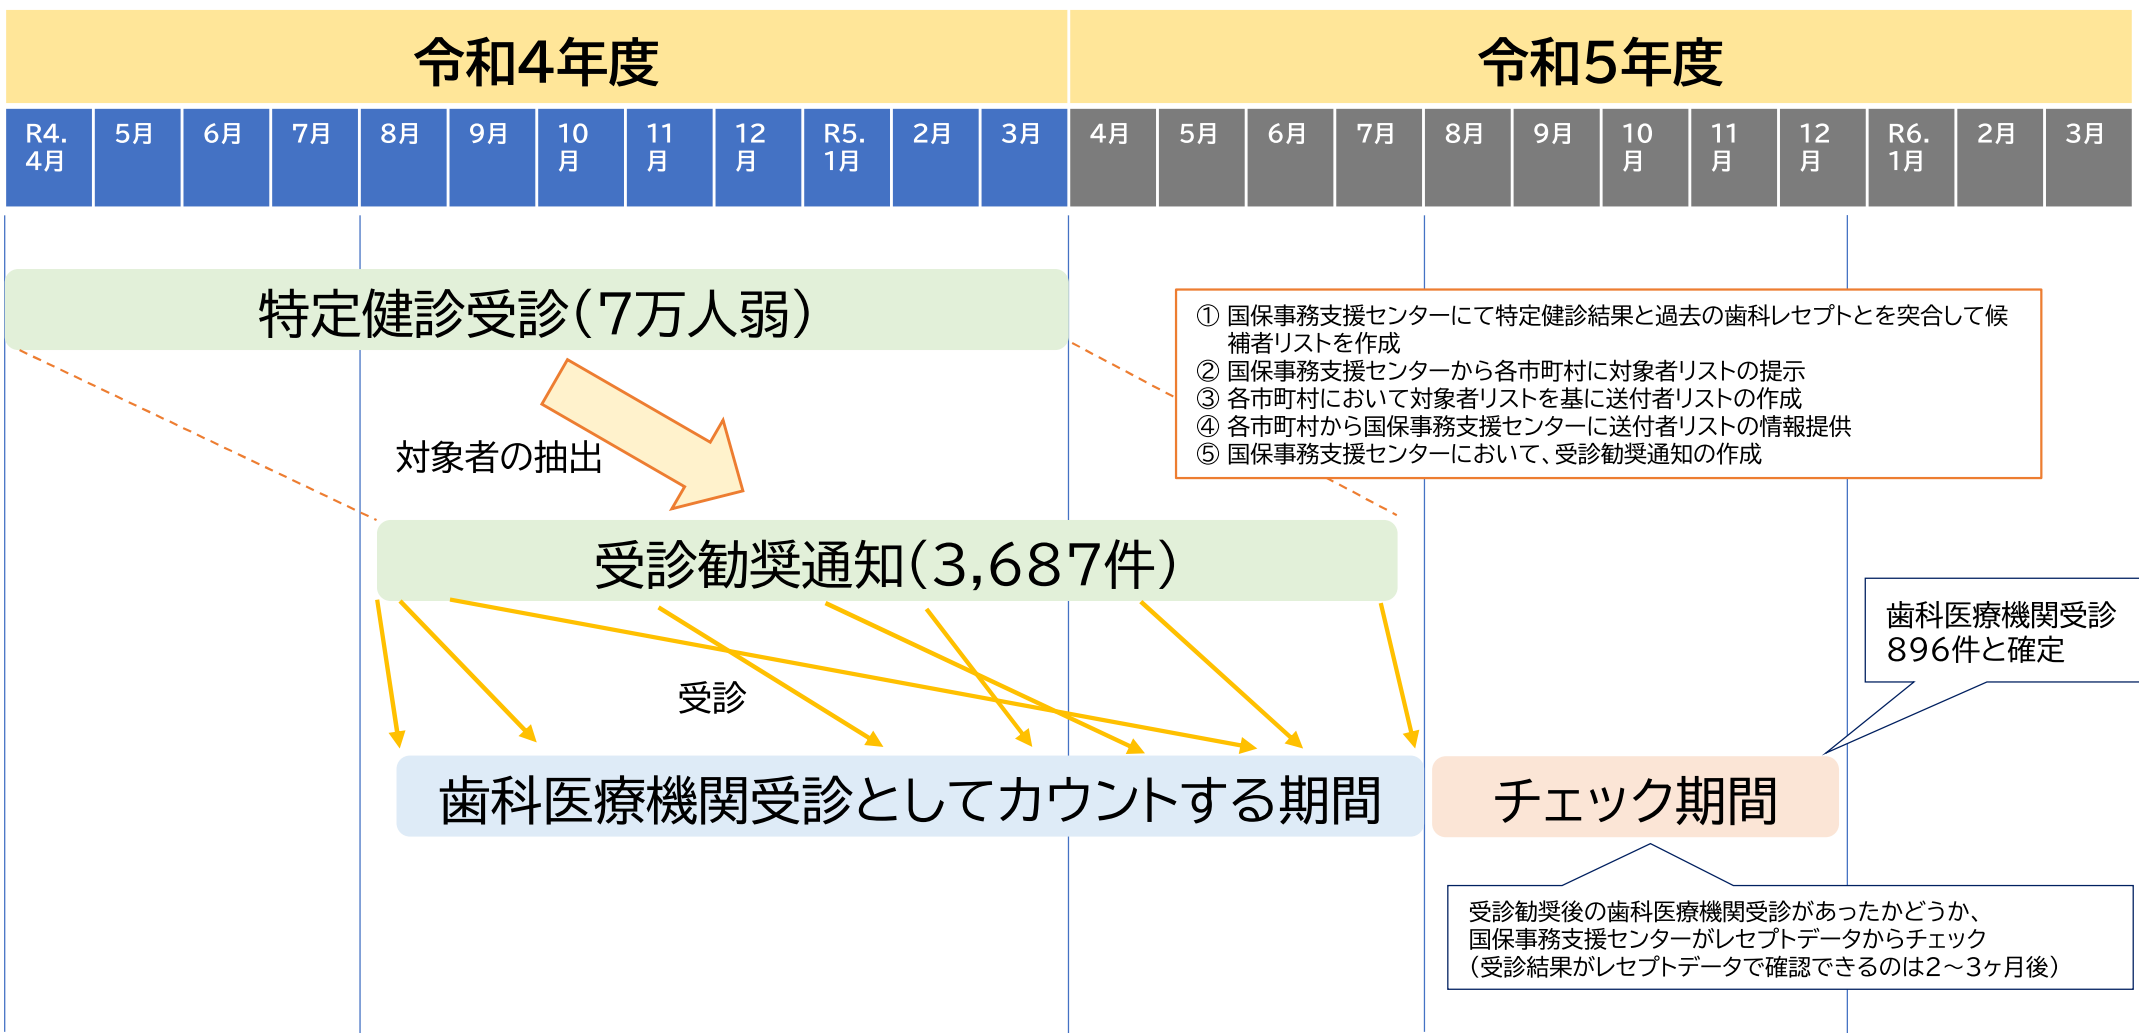 令和4年度
令和5年度
R4.
4月
5月
6月
7月
8月
9月
10
月
11
月
12
月
R5.
1月
2月
3月
4月
5月
6月
7月
8月
9月
10
月
11
月
12
月
R6.
1月
2月
3月
特定健診受診（7万人弱）
① 国保事務支援センターにて特定健診結果と過去の歯科レセプトとを突合して候
補者リストを作成
② 国保事務支援センターから各市町村に対象者リストの提示
③ 各市町村において対象者リストを基に送付者リストの作成
④ 各市町村から国保事務支援センターに送付者リストの情報提供
⑤ 国保事務支援センターにおいて、受診勧奨通知の作成
対象者の抽出
受診勧奨通知（3,687件）
歯科医療機関受診
896件と確定
受診
歯科医療機関受診としてカウントする期間
チェック期間
受診勧奨後の歯科医療機関受診があったかどうか、
国保事務支援センターがレセプトデータからチェック
（受診結果がレセプトデータで確認できるのは2～3ヶ月後）